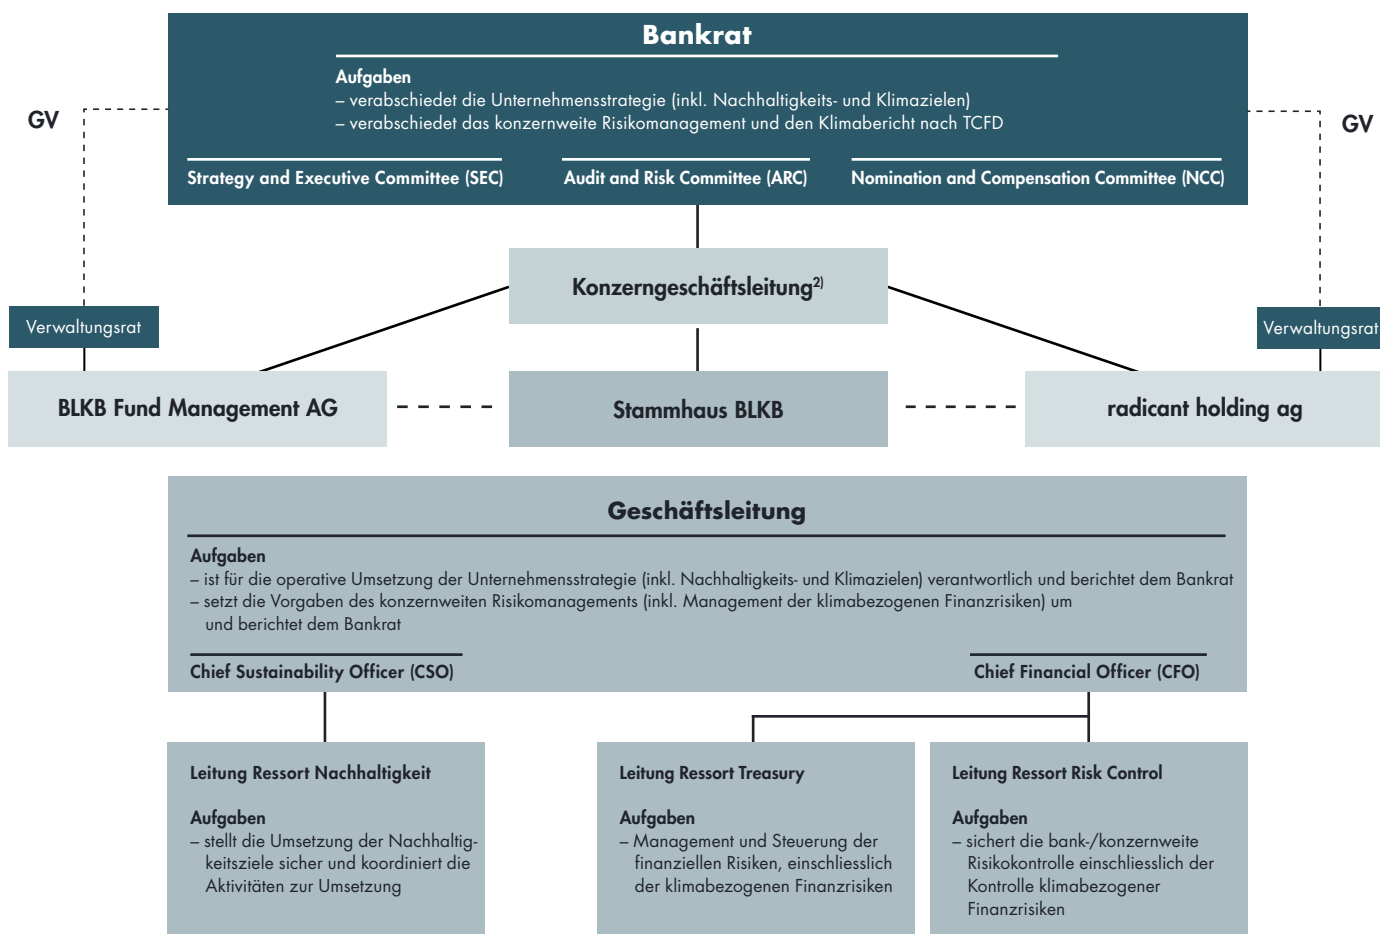 Bankrat
Aufgaben
– verabschiedet die Unternehmensstrategie (inkl. Nachhaltigkeits- und Klimazielen)
– verabschiedet das konzernweite Risikomanagement und den Klimabericht nach TCFD
GV
GV
Strategy and Executive Committee (SEC)
Audit and Risk Committee (ARC)
Nomination and Compensation Committee (NCC)
Konzerngeschäftsleitung²⁾
Verwaltungsrat
Verwaltungsrat
BLKB Fund Management AG
Stammhaus BLKB
radicant holding ag
Geschäftsleitung
Aufgaben
– ist für die operative Umsetzung der Unternehmensstrategie (inkl. Nachhaltigkeits- und Klimazielen) verantwortlich und berichtet dem Bankrat
– setzt die Vorgaben des konzernweiten Risikomanagements (inkl. Management der klimabezogenen Finanzrisiken) um
und berichtet dem Bankrat
Chief Sustainability Officer (CSO)
Chief Financial Officer (CFO)
Leitung Ressort Nachhaltigkeit
Aufgaben
– stellt die Umsetzung der Nachhaltig-
keitsziele sicher und koordiniert die
Aktivitäten zur Umsetzung
Leitung Ressort Treasury
Aufgaben
– Management und Steuerung der
finanziellen Risiken, einschliesslich
der klimabezogenen Finanzrisiken
Leitung Ressort Risk Control
Aufgaben
– sichert die bank-/konzernweite
Risikokontrolle einschliesslich der
Kontrolle klimabezogener
Finanzrisiken